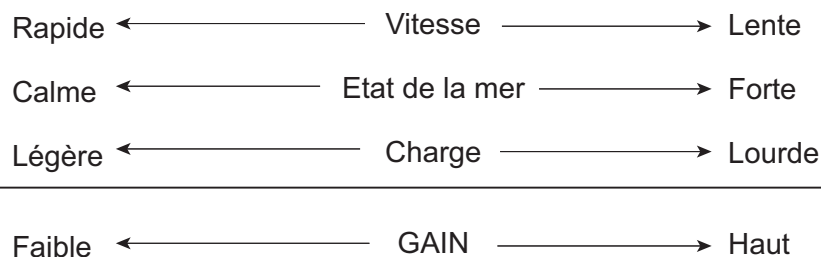 Rapide Vitesse Lente
Calme Etat de la mer Forte
Légère Charge Lourde
Faible GAIN Haut